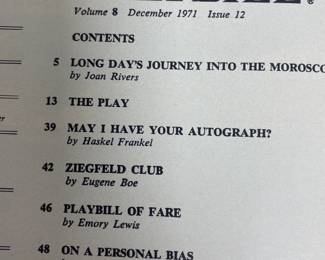 Volume 8 December 1971 Issue 12
CONTENTS
5 LONG DAY'S JOURNEY INTO THE MOROSCO
by Joan Rivers
13 THE PLAY
39 MAY I HAVE YOUR AUTOGRAPH?
by Haskel Frankel
42 ZIEGFELD CLUB
by Eugene Boe
46 PLAYBILL OF FARE
by Emory Lewis
48 ON A PERSONAL BIAS